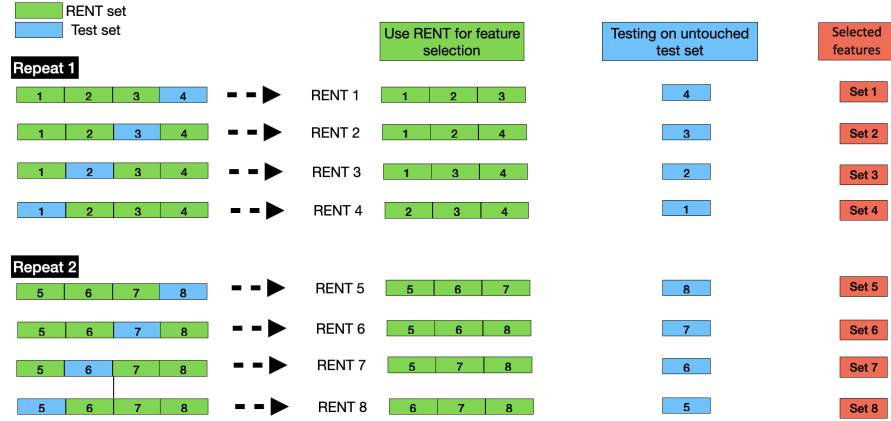 RENT set
Test set
Use RENT for feature
selection
Testing on untouched
test set
Selected
features
Repeat 1
1 2 3 4 RENT 1 1 2 3 4 Set 1
1 2 3 4 RENT 2 1 2 4 3 Set 2
1 2 3 4 RENT 3 1 3 4 2 Set 3
1 2 3 4 RENT 4 2 3 4 1 Set 4
Repeat 2
5 6 7 8 RENT 5 5 6 7 8 Set 5
5 6 7 8 RENT 6 5 6 8 7 Set 6
5 6 7 8 RENT 7 5 7 8 6 Set 7
5 6 7 8 RENT 8 6 7 8 5 Set 8